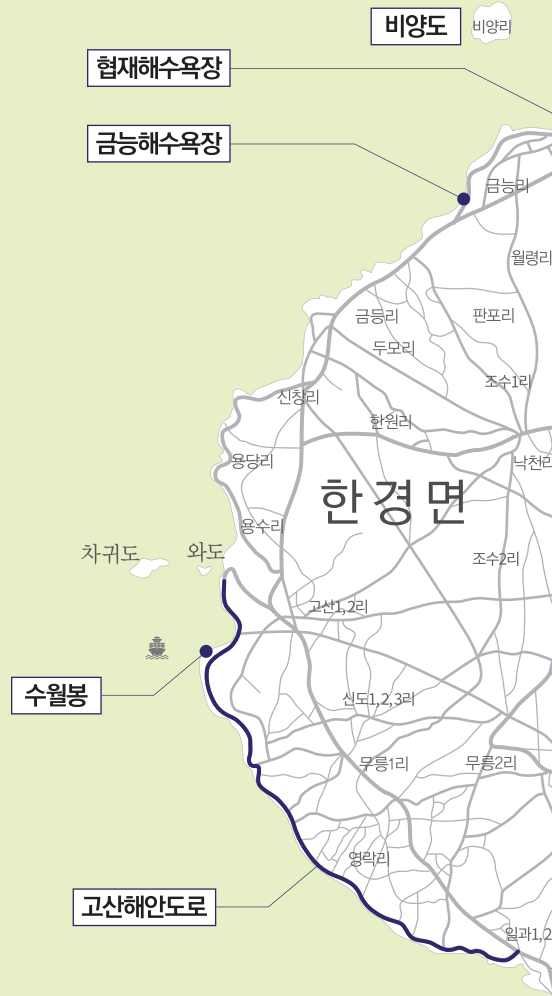 비양도
비양리
협재해수욕장
금능해수욕장
금능리
월령리
금등리
판포리
두모리
조수1리
신창리
한원리
용당리
낙천리
한경면
용수리
차귀도
와도
조수2리
고산1,2리
수월봉
신도1,2,3리
무릉1리
무릉2리
영락리
고산해안도로
일과1,2